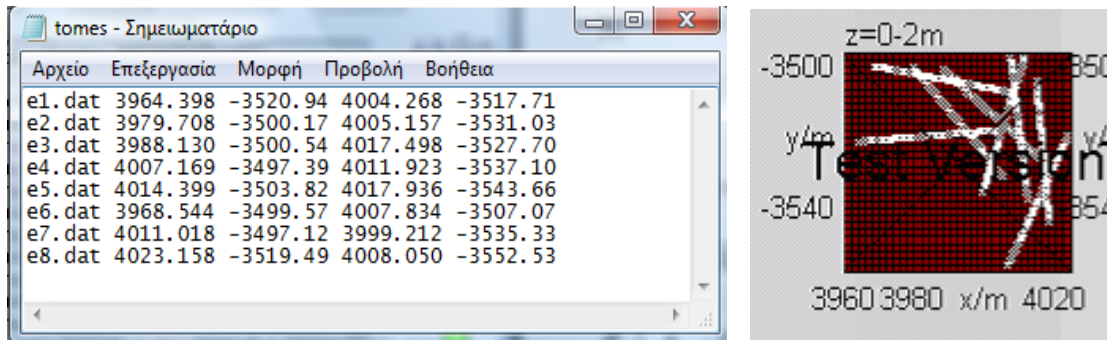 tomes - Σημειωματάριο
Αρχείο Επεξεργασία Μορφή Προβολή Βοήθεια
e1.dat 3964.398 -3520.94 4004.268 -3517.71
e2.dat 3979.708 -3500.17 4005.157 -3531.03
e3.dat 3988.130 -3500.54 4017.498 -3527.70
e4.dat 4007.169 -3497.39 4011.923 -3537.10
e5.dat 4014.399 -3503.82 4017.936 -3543.66
e6.dat 3968.544 -3499.57 4007.834 -3507.07
e7.dat 4011.018 -3497.12 3999.212 -3535.33
e8.dat 4023.158 -3519.49 4008.050 -3552.53
z=0-2m
-3500
y/m
Test Version
-3540
3960 3980 x/m 4020